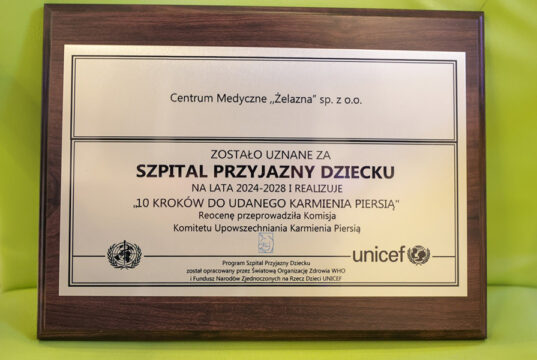 Centrum Medyczne „Żelazna” sp. z o.o.
ZOSTAŁO UZNANE ZA
SZPITAL PRZYJAZNY DZIECKU
NA LATA 2024-2028 I REALIZUJE
„10 KROKÓW DO UDANEGO KARMIENIA PIERSIĄ”
Reocenę przeprowadziła Komisja
Komitetu Upowszechniania Karmienia Piersią
unicef
Program Szpital Przyjazny Dziecku
został opracowany przez Światową Organizację Zdrowia WHO
i Fundusz Narodów Zjednoczonych na Rzecz Dzieci UNICEF